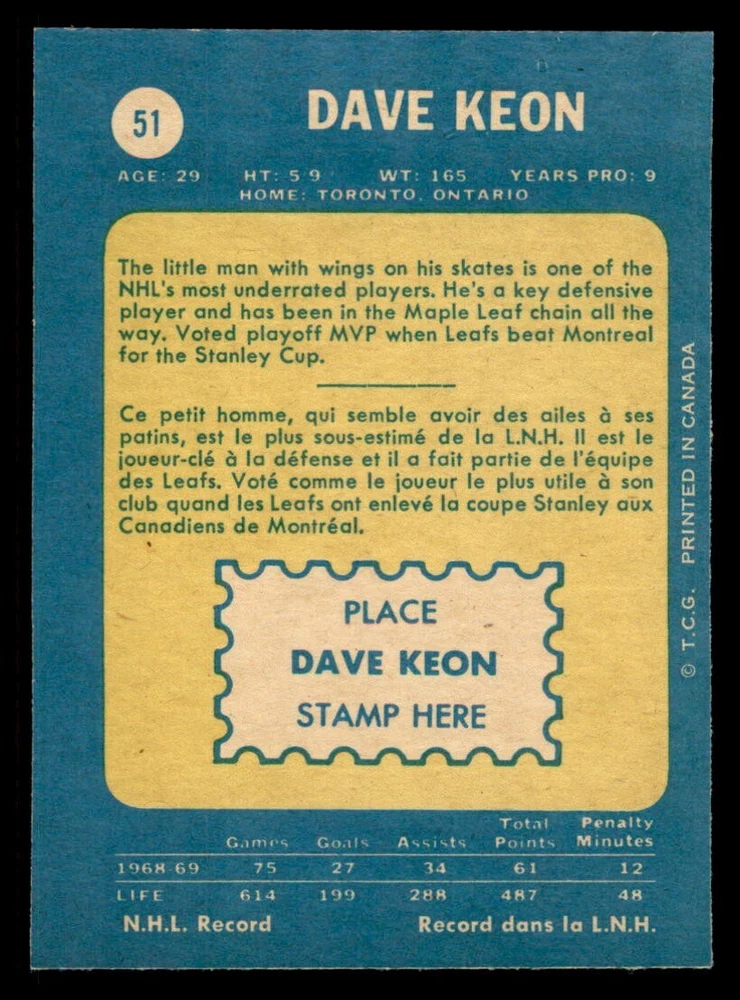 51
DAVE KEON
AGE: 29 HT: 5 9 WT: 165 YEARS PRO: 9
HOME: TORONTO, ONTARIO
The little man with wings on his skates is one of the
NHL's most underrated players. He's a key defensive
player and has been in the Maple Leaf chain all the
way. Voted playoff MVP when Leafs beat Montreal
for the Stanley Cup.
Ce petit homme, qui semble avoir des ailes à ses
patins, est le plus sous-estimé de la L.N.H. Il est le
joueur-clé à la défense et il a fait partie de l'équipe
des Leafs. Voté comme le joueur le plus utile à son
club quand les Leafs ont enlevé la coupe Stanley aux
Canadiens de Montréal.
PLACE
DAVE KEON
STAMP HERE
© T.C.G. PRINTED IN CANADA
Total Penalty
Games Goals Assists Points Minutes
1968-69 75 27 34 61 12
LIFE 614 199 288 487 48
N.H.L. Record Record dans la L.N.H.